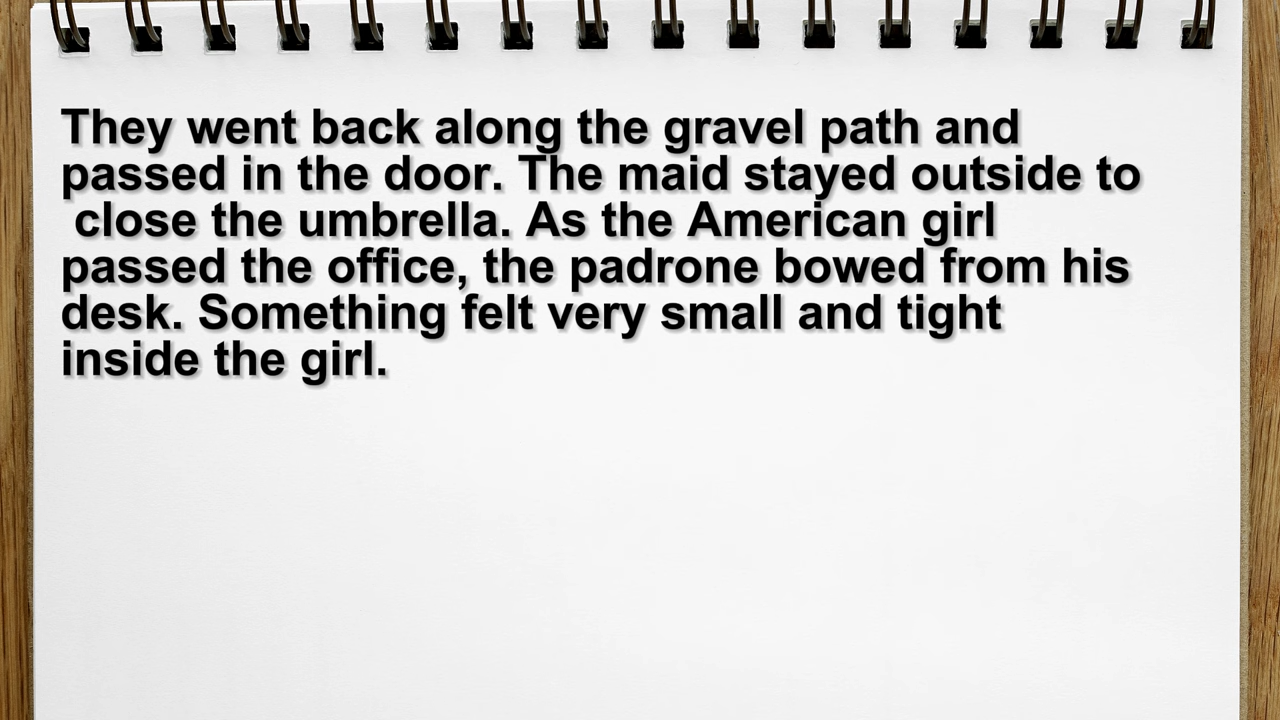 They went back along the gravel path and
passed in the door. The maid stayed outside to
close the umbrella. As the American girl
passed the office, the padrone bowed from his
desk. Something felt very small and tight
inside the girl.